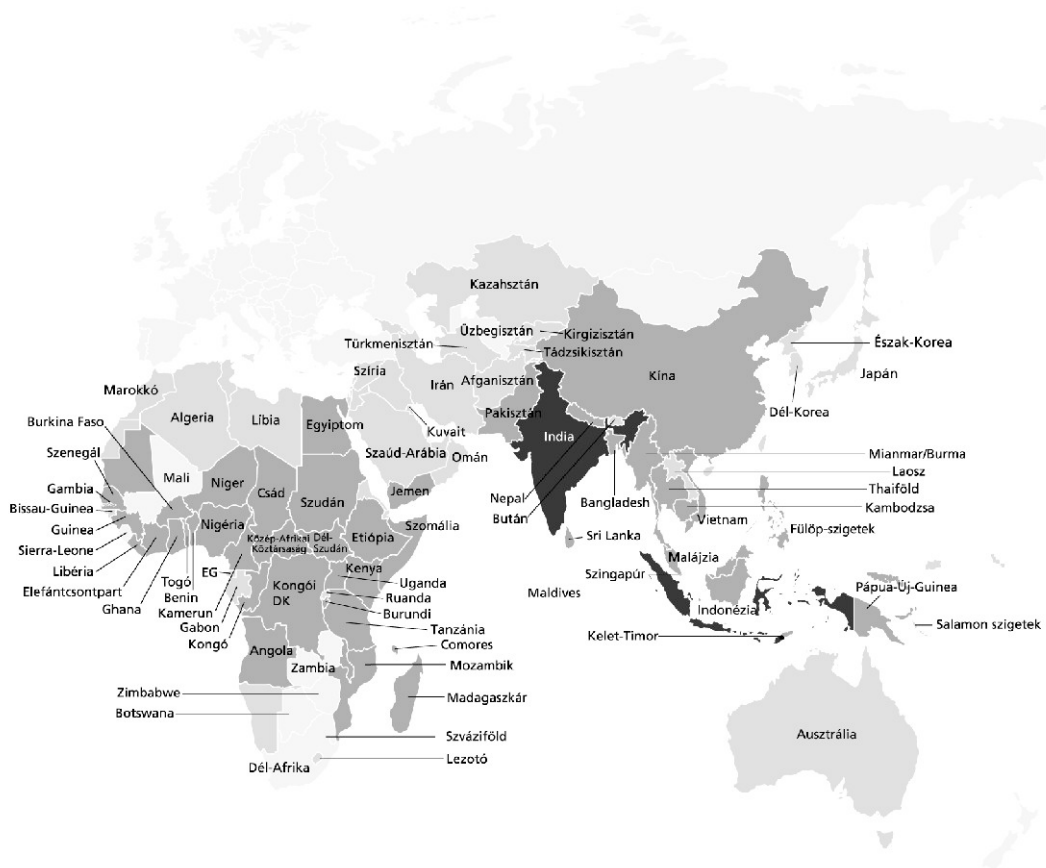 Kazahsztán
Üzbegisztán
Kirgizisztán
Türkmenisztán
Tádzsikisztán
Észak-Korea
Szíria
Irán
Afganisztán
Kína
Japán
Marokkó
Dél-Korea
Algeria
Líbia
Egyiptom
Pakisztán
Burkina Faso
Kuvait
India
Szaúd-Arábia
Omán
Mianmar/Burma
Szenegál
Laosz
Mali
Niger
Csád
Szudán
Jemen
Nepal
Bangladesh
Thaiföld
Gambia
Kambodzsa
Bissau-Guinea
Bután
Vietnam
Nigéria
Szomália
Fülöp-szigetek
Guinea
Etiópia
Sri Lanka
Közép-Afrikai
Köztársaság
Dél-
Szudán
Sierra-Leone
Malájzia
Libéria
Kenya
Szingapúr
EG
Togó
Kongói
DK
Uganda
Elefántcsontpart
Benin
Ruanda
Maldives
Pápua-Új-Guinea
Ghana
Kamerun
Burundi
Indonézia
Gabon
Salamon szigetek
Kongó
Tanzánia
Kelet-Timor
Comores
Angola
Zambia
Mozambik
Zimbabwe
Madagaszkár
Botswana
Szváziföld
Ausztrália
Lezotó
Dél-Afrika